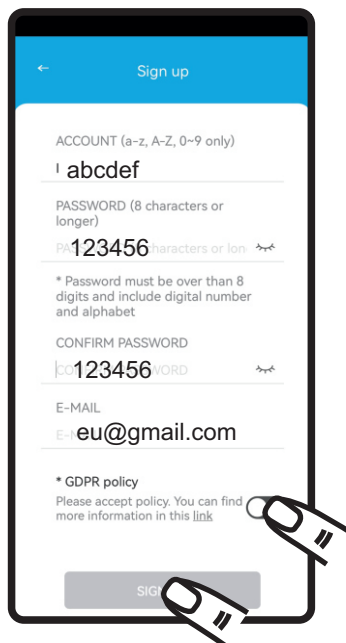 Sign up
ACCOUNT (a-z, A-Z, 0~9 only)
abcdef
PASSWORD (8 characters or
longer)
123456
* Password must be over than 8
digits and include digital number
and alphabet
CONFIRM PASSWORD
123456
E-MAIL
eu@gmail.com
* GDPR policy
Please accept policy. You can find
more information in this link
SIGN